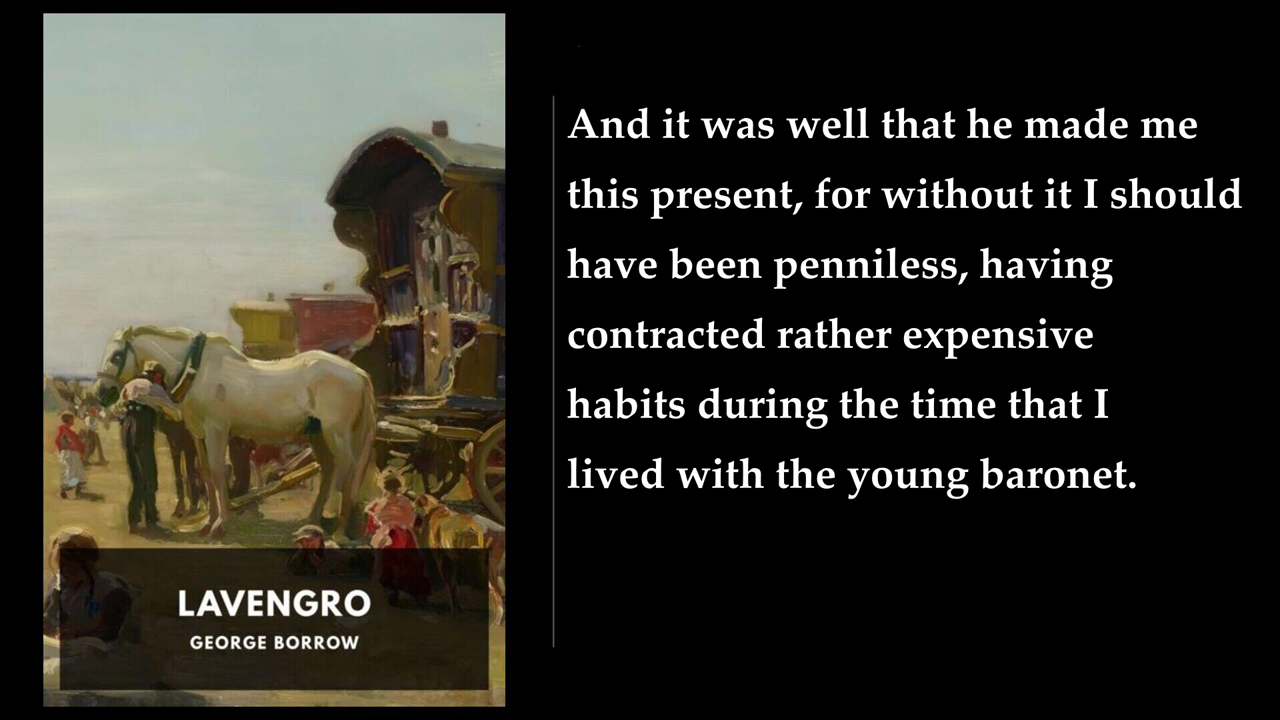 And it was well that he made me
this present, for without it I should
have been penniless, having
contracted rather expensive
habits during the time that I
lived with the young baronet.
LAVENGRO
GEORGE BORROW